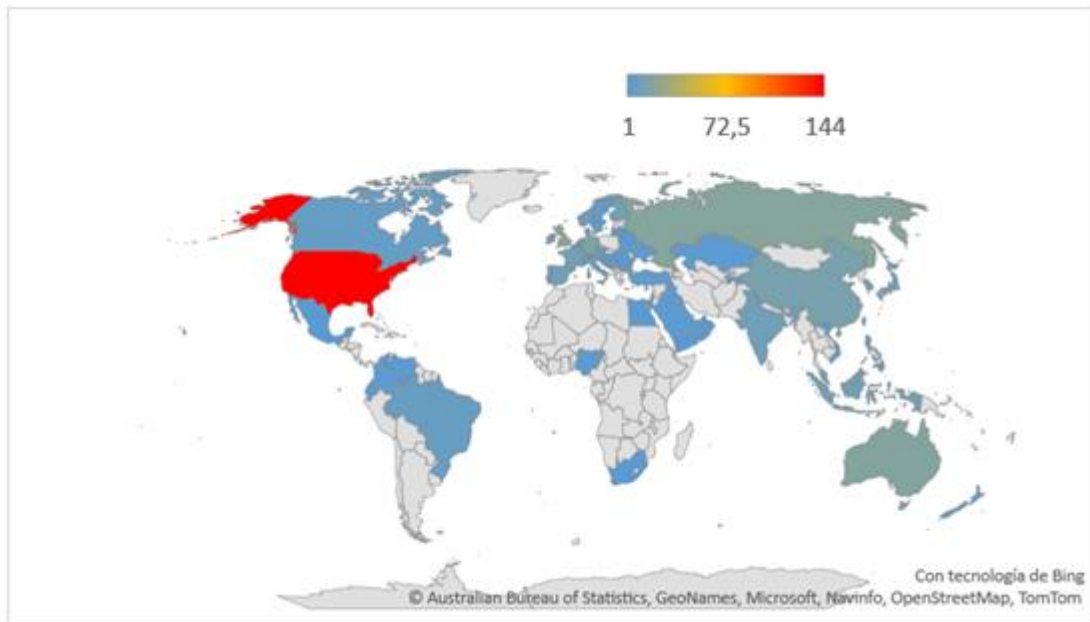 1 72,5 144
Con tecnología de Bing
© Australian Bureau of Statistics, GeoNames, Microsoft, Navinfo, OpenStreetMap, TomTom